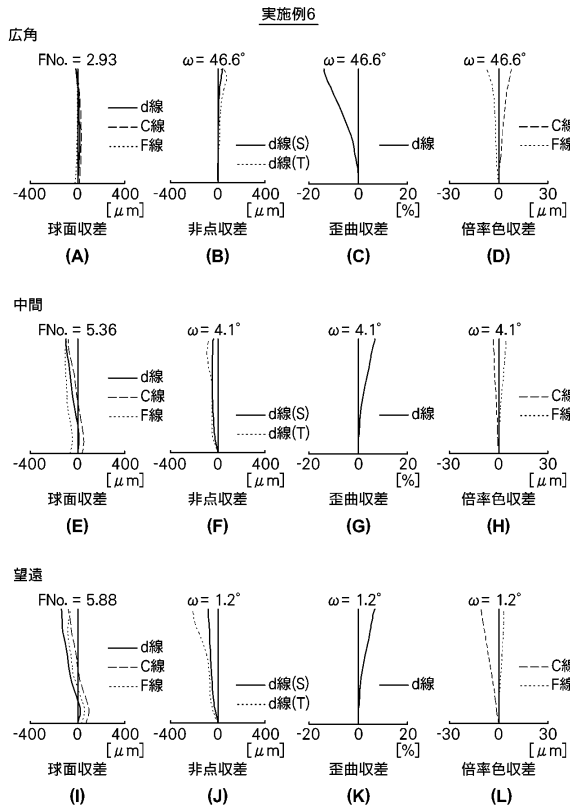 実施例6
広角
FNo. = 2.93
ω= 46.6°
ω= 46.6°
ω= 46.6°
d線
C線
F線
d線(S)
d線(T)
d線
C線
F線
-400 0 400
[μm]
-400 0 400
[μm]
-20 0 20
[%]
-30 0 30
[μm]
球面収差
非点収差
歪曲収差
倍率色収差
(A)
(B)
(C)
(D)
中間
FNo. = 5.36
ω= 4.1°
ω= 4.1°
ω= 4.1°
d線
C線
F線
d線(S)
d線(T)
d線
C線
F線
-400 0 400
[μm]
-400 0 400
[μm]
-20 0 20
[%]
-30 0 30
[μm]
球面収差
非点収差
歪曲収差
倍率色収差
(E)
(F)
(G)
(H)
望遠
FNo. = 5.88
ω= 1.2°
ω= 1.2°
ω= 1.2°
d線
C線
F線
d線(S)
d線(T)
d線
C線
F線
-400 0 400
[μm]
-400 0 400
[μm]
-20 0 20
[%]
-30 0 30
[μm]
球面収差
非点収差
歪曲収差
倍率色収差
(I)
(J)
(K)
(L)